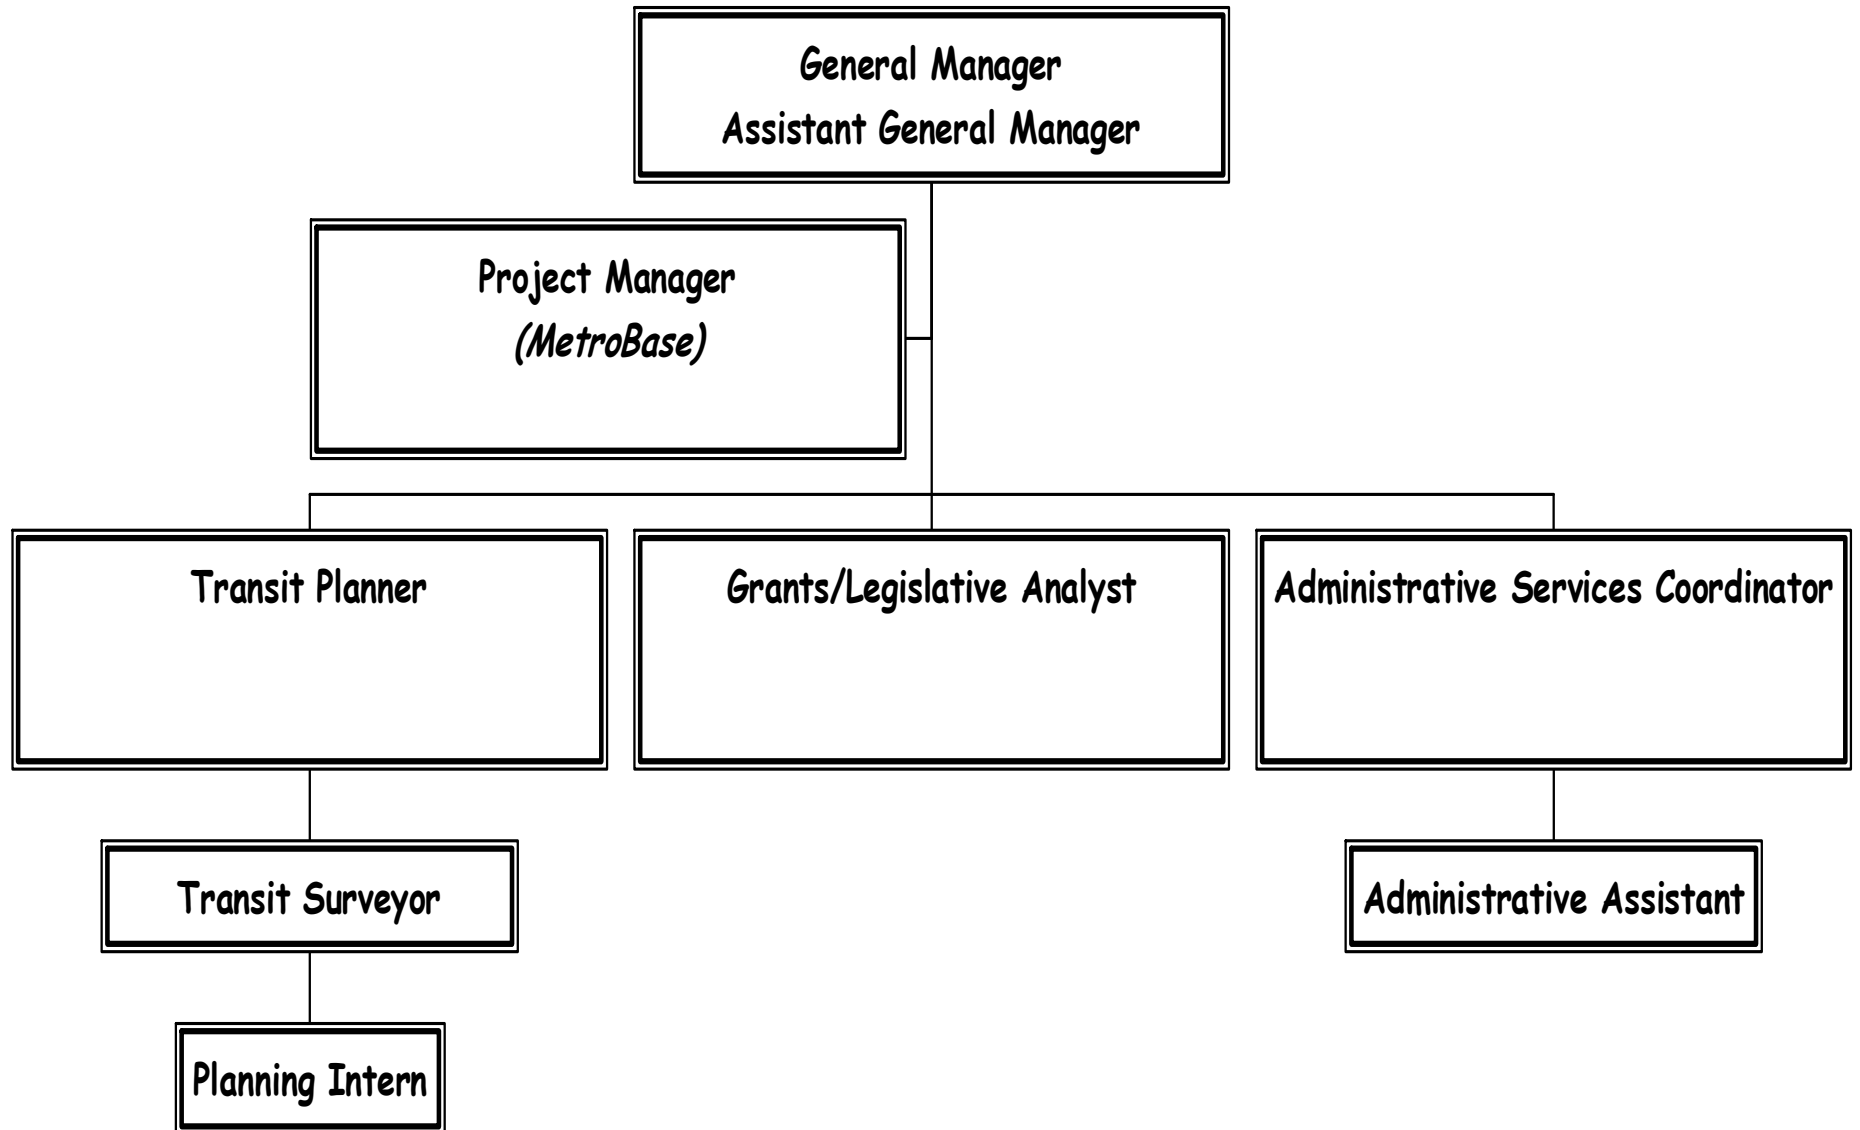 General Manager
Assistant General Manager
Project Manager
(MetroBase)
Transit Planner
Grants/Legislative Analyst
Administrative Services Coordinator
Transit Surveyor
Administrative Assistant
Planning Intern